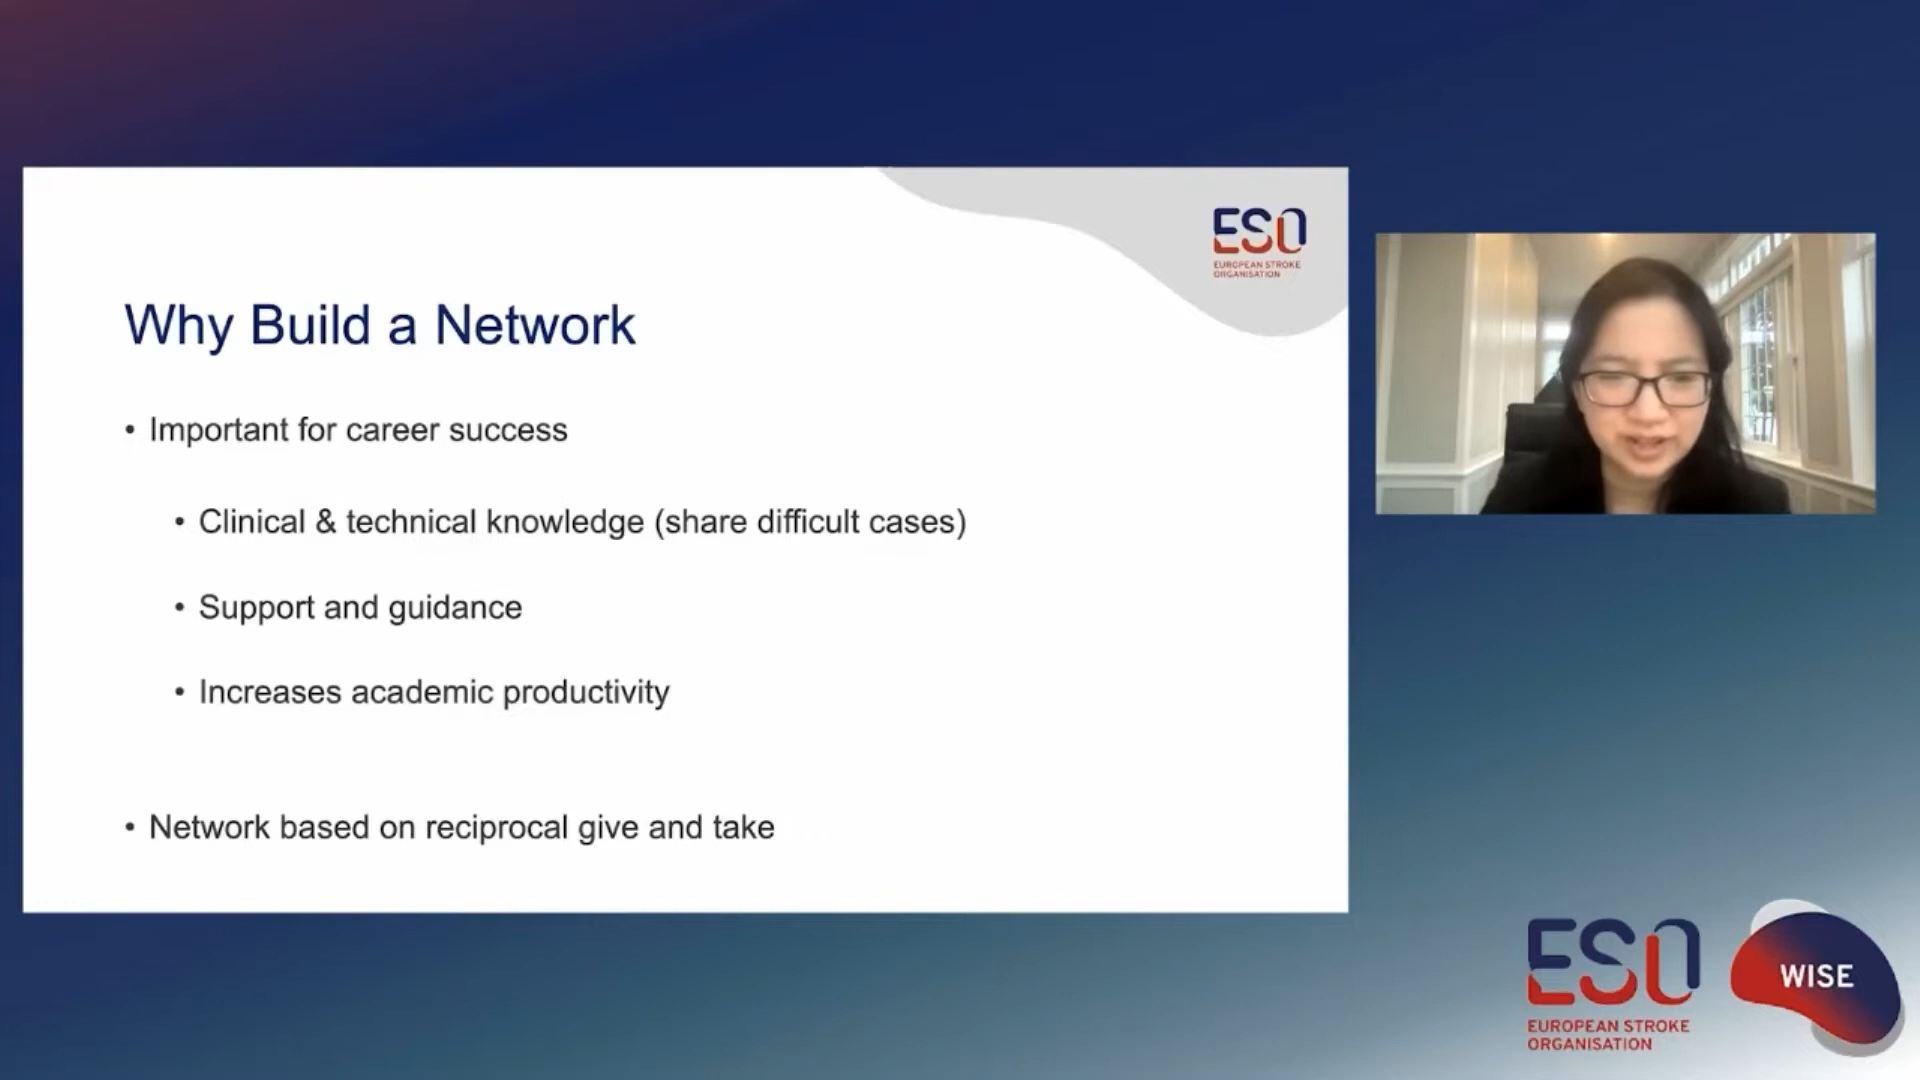 ESO
EUROPEAN STROKE
ORGANISATION
Why Build a Network
• Important for career success
• Clinical & technical knowledge (share difficult cases)
• Support and guidance
• Increases academic productivity
• Network based on reciprocal give and take
ESO
EUROPEAN STROKE
ORGANISATION
WISE